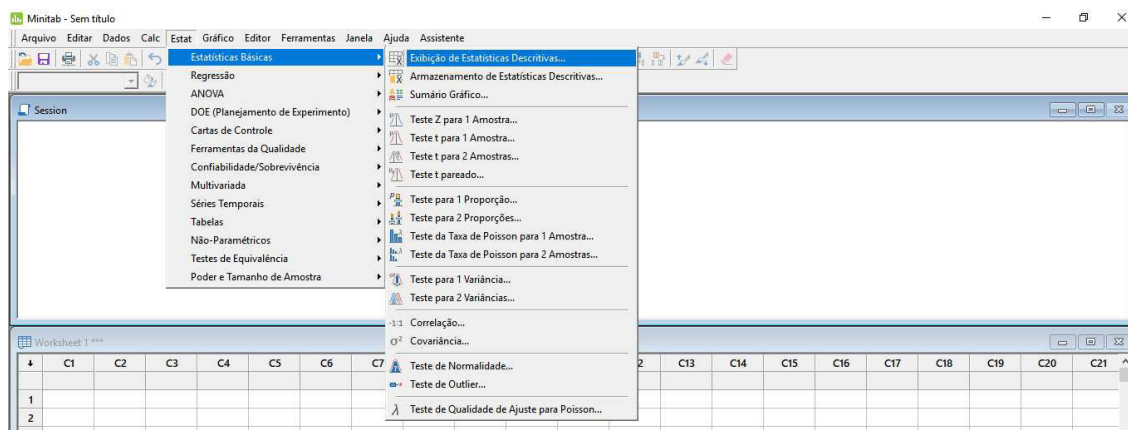 Minitab - Sem título
Arquivo Editar Dados Calc Estat Gráfico Editor Ferramentas Janela Ajuda Assistente
Estatísticas Básicas
Regressão
ANOVA
DOE (Planejamento de Experimento)
Cartas de Controle
Ferramentas da Qualidade
Confiabilidade/Sobrevivência
Multivariada
Séries Temporais
Tabelas
Não-Paramétricos
Testes de Equivalência
Poder e Tamanho de Amostra
Exibição de Estatísticas Descritivas...
Armazenamento de Estatísticas Descritivas...
Sumário Gráfico...
Teste Z para 1 Amostra...
Teste t para 1 Amostra...
Teste t para 2 Amostras...
Teste t pareado...
Teste para 1 Proporção...
Teste para 2 Proporções...
Teste da Taxa de Poisson para 1 Amostra...
Teste da Taxa de Poisson para 2 Amostras...
Teste para 1 Variância...
Teste para 2 Variâncias...
-1:1 Correlação...
σ² Covariância...
Teste de Normalidade...
Teste de Outlier...
λ Teste de Qualidade de Ajuste para Poisson...
Session
Worksheet 1 ***
C1 C2 C3 C4 C5 C6 C7 2 C13 C14 C15 C16 C17 C18 C19 C20 C21
1
2